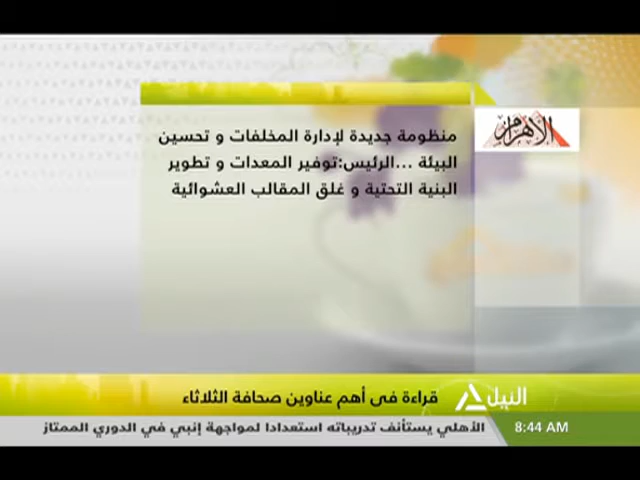 الأهرام
منظومة جديدة لإدارة المخلفات و تحسين
البيئة ...الرئيس:توفير المعدات و تطوير
البنية التحتية و غلق المقالب العشوائية
النيل
قراءة فى أهم عناوين صحافة الثلاثاء
8:44 AM
الأهلي يستأنف تدريباته استعدادا لمواجهة إنبي في الدوري الممتاز